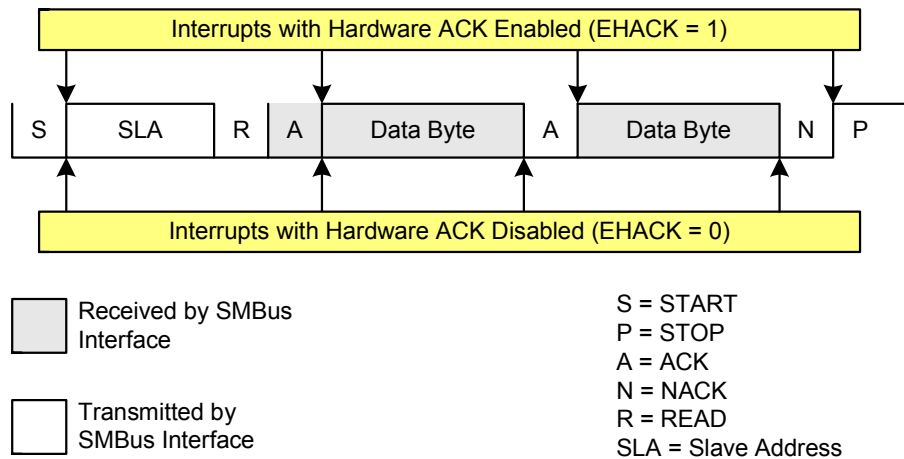 Interrupts with Hardware ACK Enabled (EHACK = 1)
S SLA R A Data Byte A Data Byte N P
Interrupts with Hardware ACK Disabled (EHACK = 0)
Received by SMBus
Interface
Transmitted by
SMBus Interface
S = START
P = STOP
A = ACK
N = NACK
R = READ
SLA = Slave Address